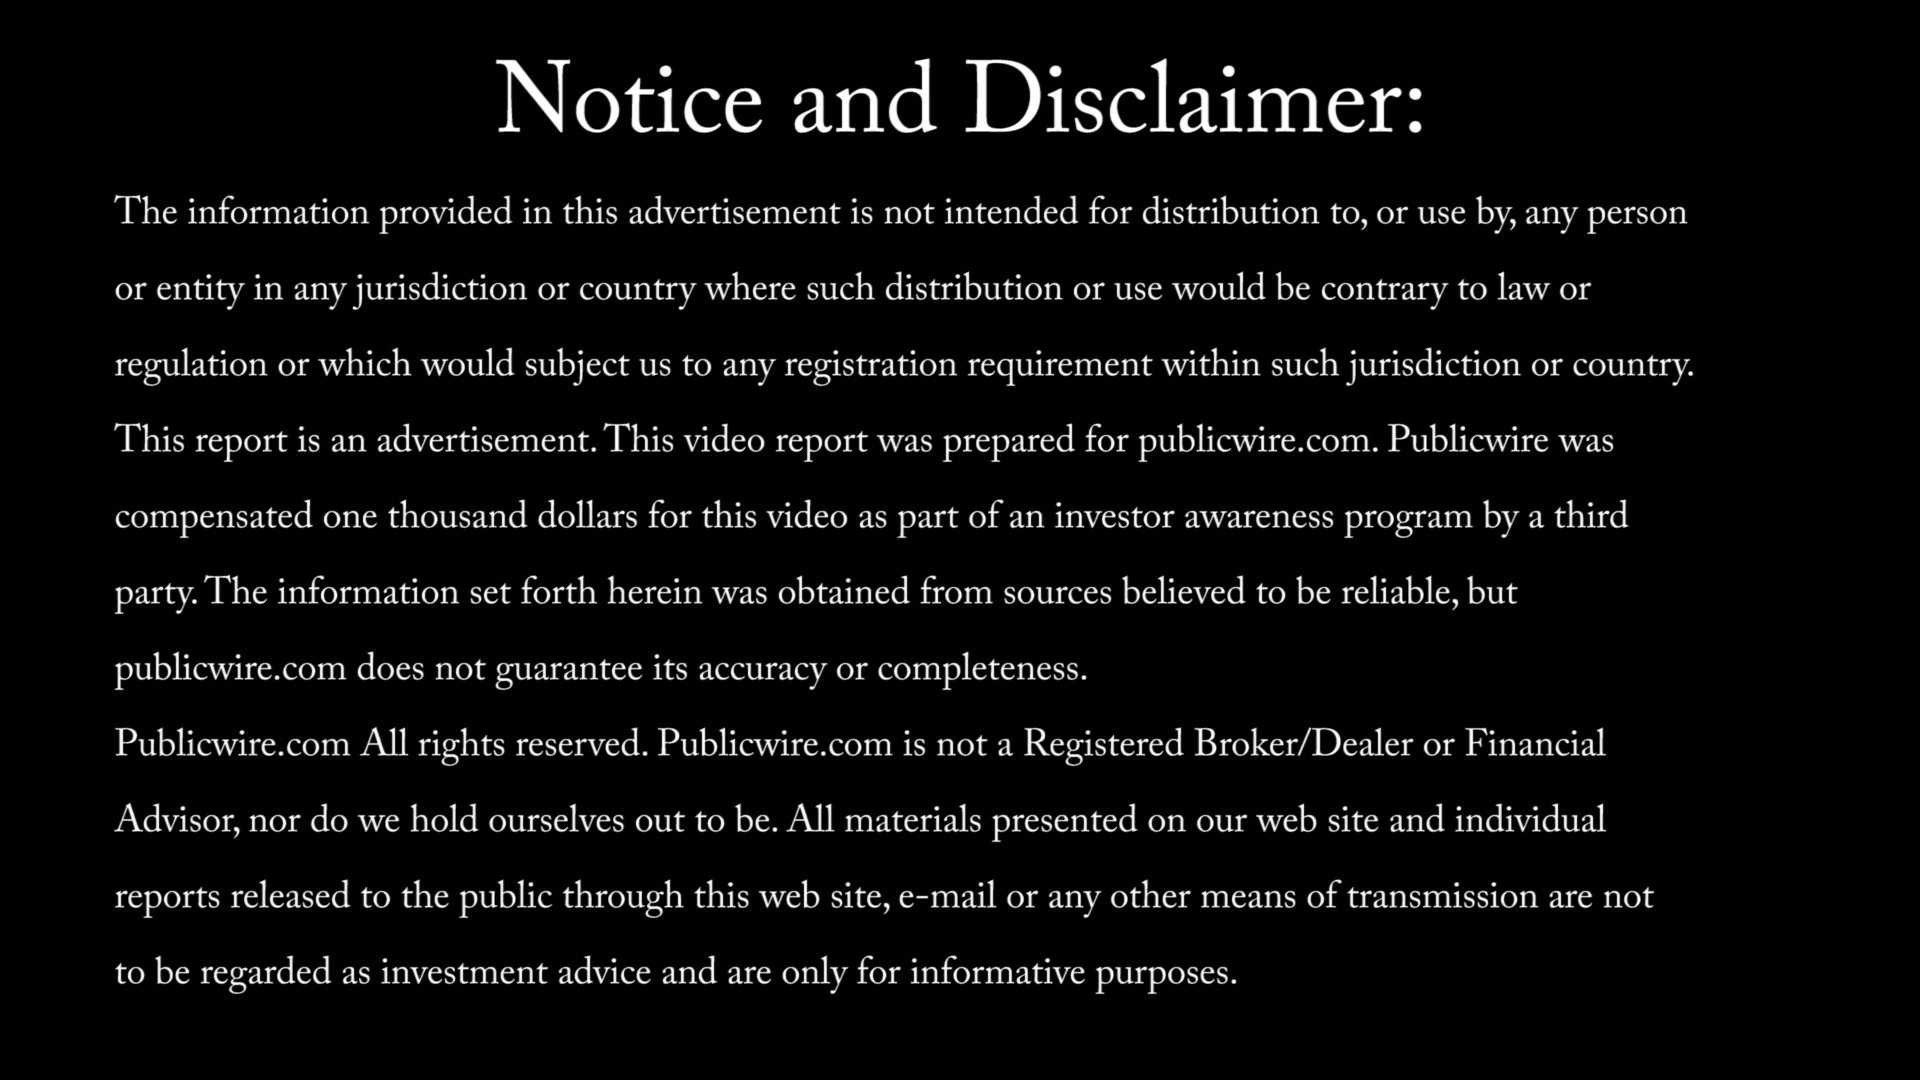 Notice and Disclaimer:
The information provided in this advertisement is not intended for distribution to, or use by, any person
or entity in any jurisdiction or country where such distribution or use would be contrary to law or
regulation or which would subject us to any registration requirement within such jurisdiction or country.
This report is an advertisement. This video report was prepared for publicwire.com. Publicwire was
compensated one thousand dollars for this video as part of an investor awareness program by a third
party. The information set forth herein was obtained from sources believed to be reliable, but
publicwire.com does not guarantee its accuracy or completeness.
Publicwire.com All rights reserved. Publicwire.com is not a Registered Broker/Dealer or Financial
Advisor, nor do we hold ourselves out to be. All materials presented on our web site and individual
reports released to the public through this web site, e-mail or any other means of transmission are not
to be regarded as investment advice and are only for informative purposes.